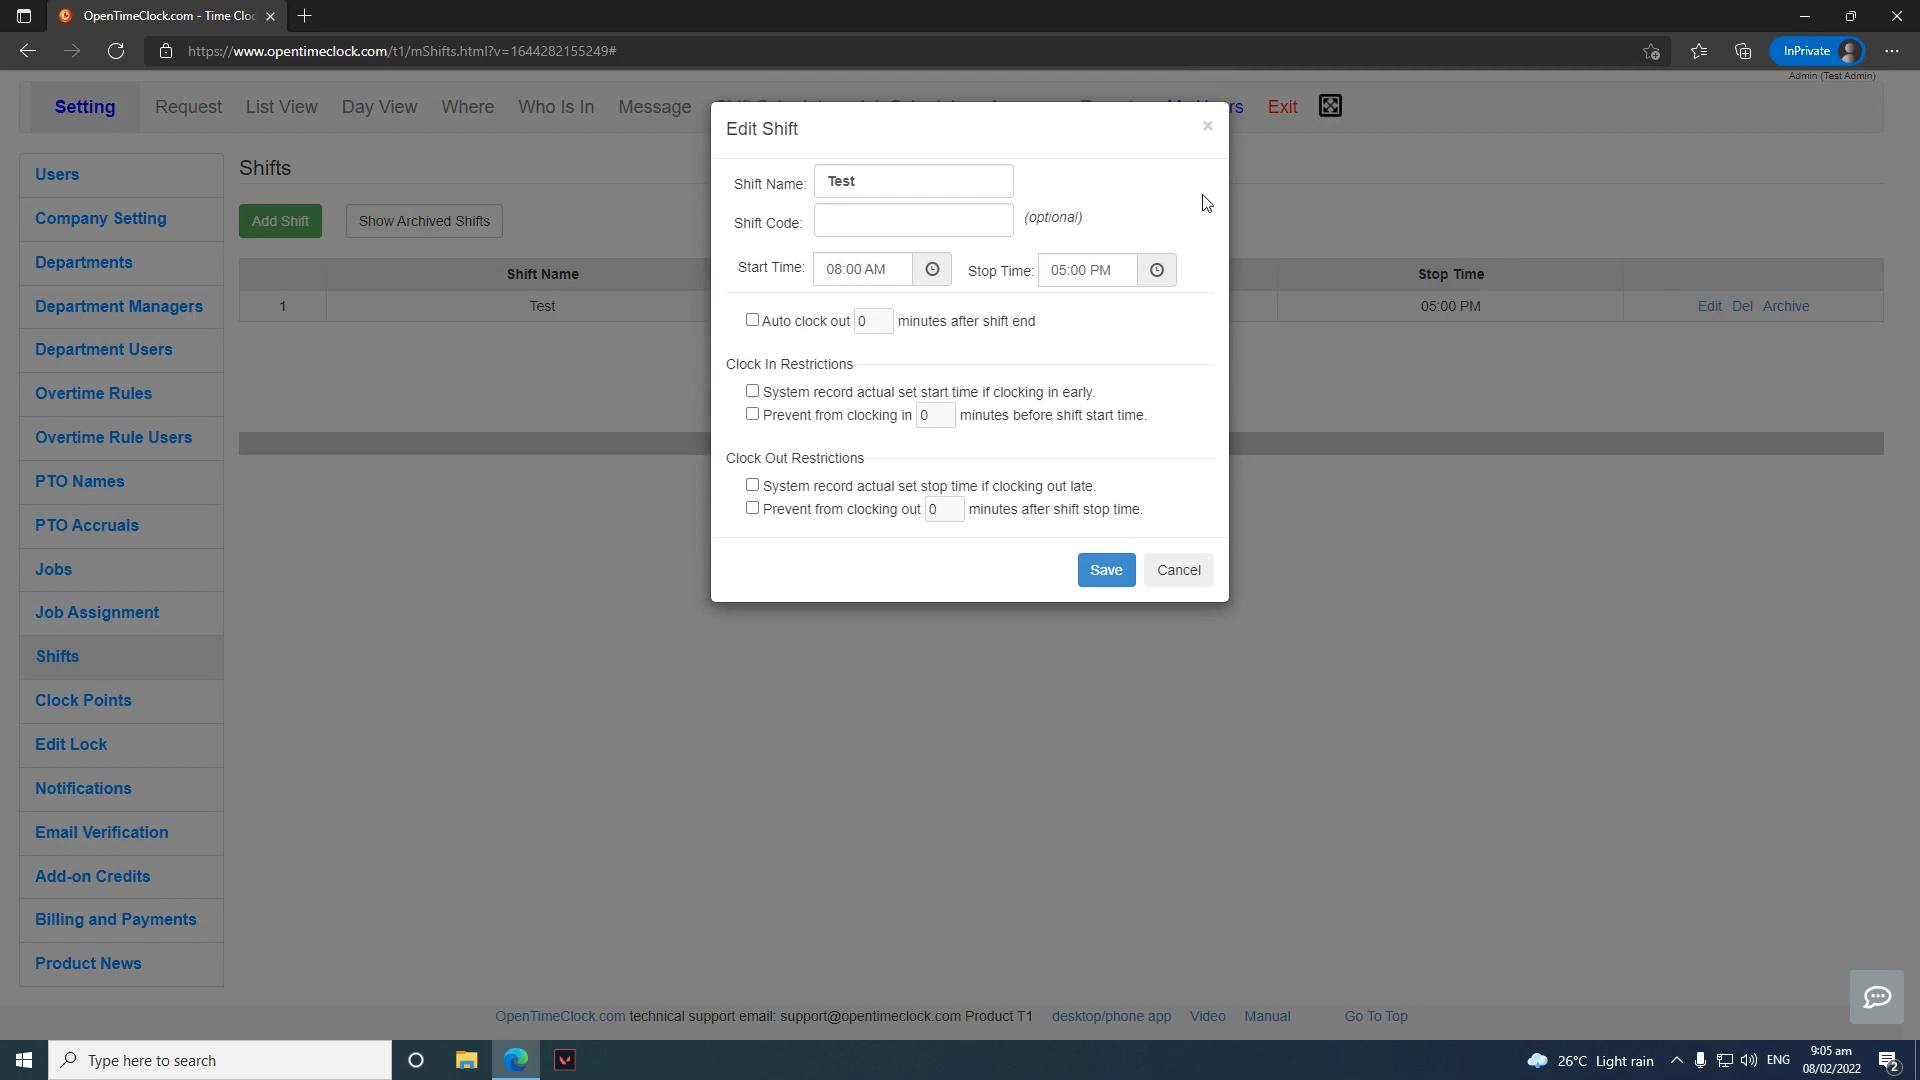 OpenTimeClock.com - Time Cloc
https://www.opentimeclock.com/t1/mShifts.html?v=1644282155249#
InPrivate
Admin (Test Admin)
Setting Request List View Day View Where Who Is In Message rs Exit
Edit Shift
×
Users
Company Setting
Departments
Department Managers
Department Users
Overtime Rules
Overtime Rule Users
PTO Names
PTO Accruals
Jobs
Job Assignment
Shifts
Clock Points
Edit Lock
Notifications
Email Verification
Add-on Credits
Billing and Payments
Product News
Shifts
Add Shift Show Archived Shifts
Shift Name Stop Time
1 Test 05:00 PM Edit Del Archive
Shift Name: Test
Shift Code: (optional)
Start Time: 08:00 AM Stop Time: 05:00 PM
Auto clock out 0 minutes after shift end
Clock In Restrictions
System record actual set start time if clocking in early.
Prevent from clocking in 0 minutes before shift start time.
Clock Out Restrictions
System record actual set stop time if clocking out late.
Prevent from clocking out 0 minutes after shift stop time.
Save Cancel
OpenTimeClock.com technical support email: support@opentimeclock.com Product T1 desktop/phone app Video Manual Go To Top
Type here to search
26°C Light rain
ENG
9:05 am
08/02/2022
2